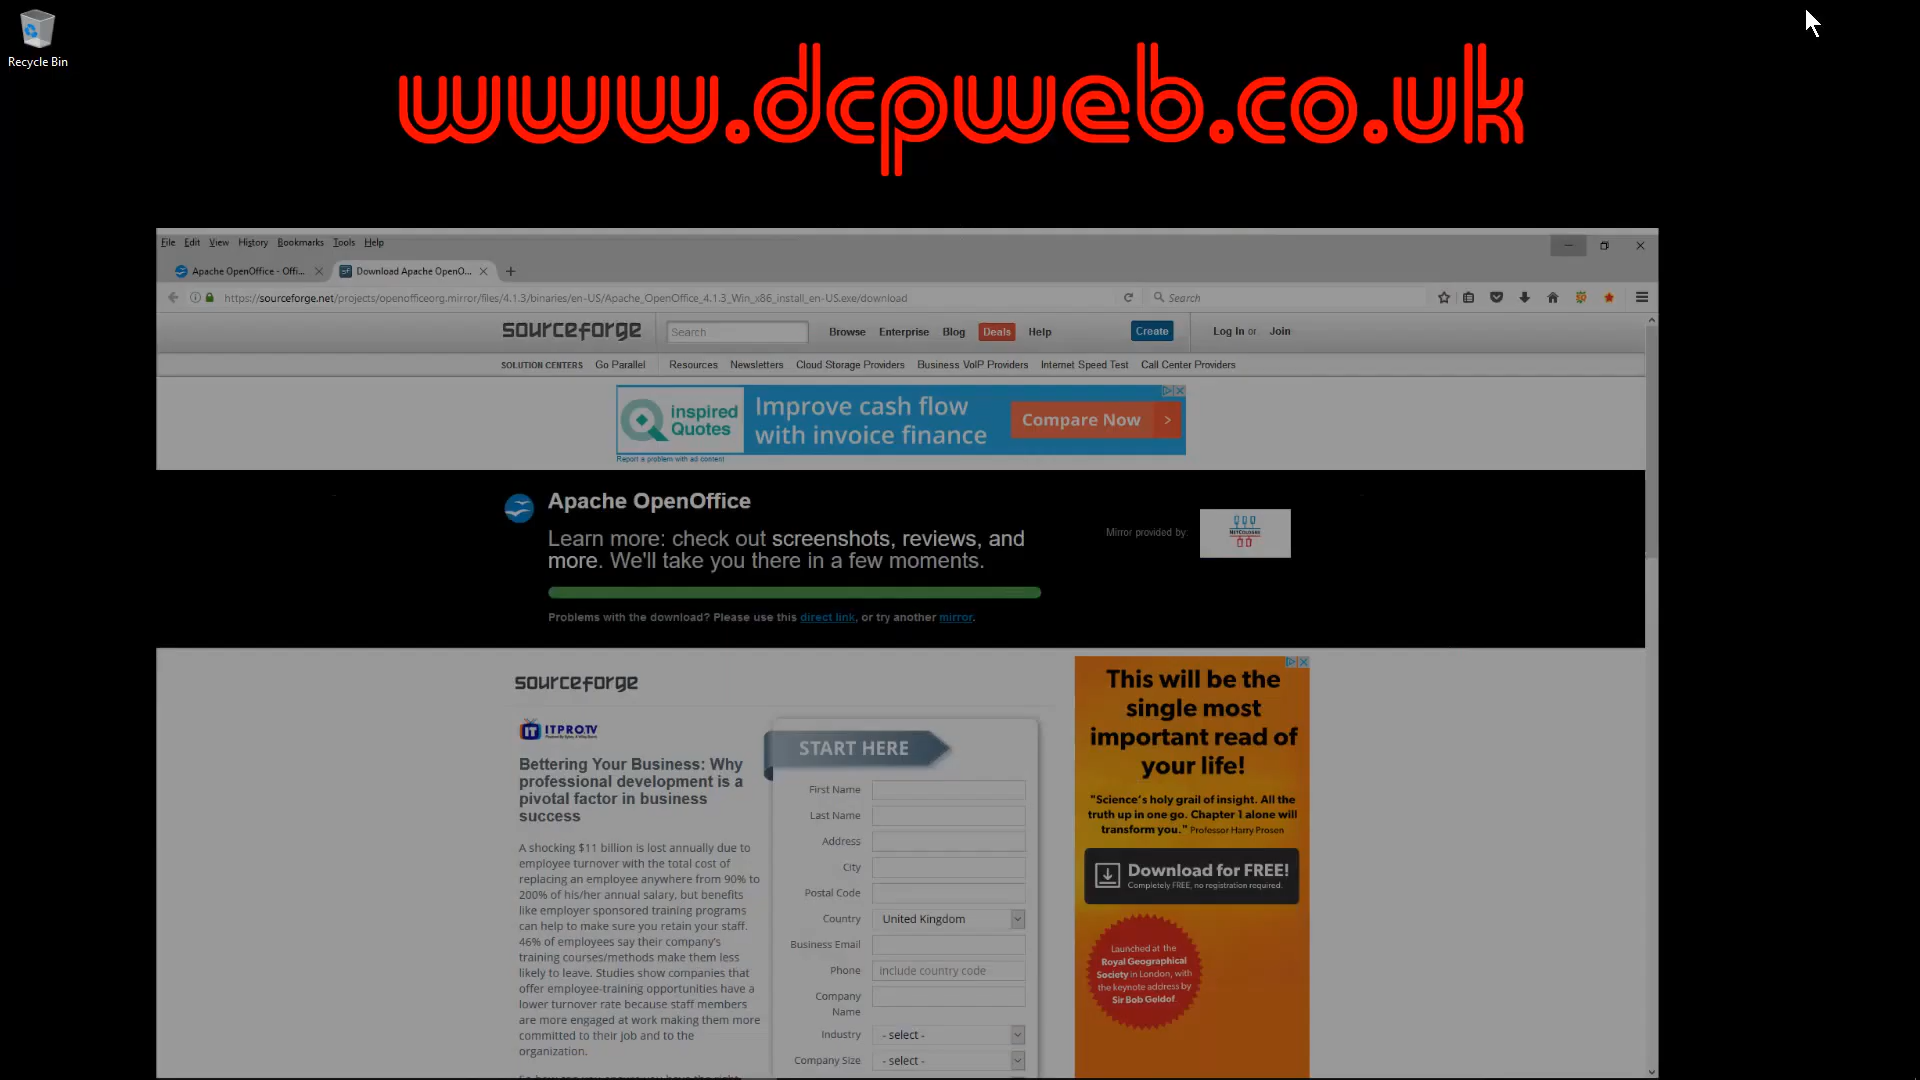 Recycle Bin
www.dcpweb.co.uk
File Edit View History Bookmarks Tools Help
Apache OpenOffice - Offi...
Download Apache OpenO...
https://sourceforge.net/projects/openofficeorg.mirror/files/4.1.3/binaries/en-US/Apache_OpenOffice_4.1.3_Win_x86_install_en-US.exe/download
Search
sourceforge
Search
Browse Enterprise Blog Deals Help
Create
Log In or Join
SOLUTION CENTERS Go Parallel Resources Newsletters Cloud Storage Providers Business VoIP Providers Internet Speed Test Call Center Providers
inspired
Quotes
Improve cash flow
with invoice finance
Compare Now >
Report a problem with ad content
Apache OpenOffice
Learn more: check out screenshots, reviews, and
more. We'll take you there in a few moments.
Mirror provided by:
Problems with the download? Please use this direct link, or try another mirror.
sourceforge
IT ITPRO.TV
Bettering Your Business: Why
professional development is a
pivotal factor in business
success
A shocking $11 billion is lost annually due to
employee turnover with the total cost of
replacing an employee anywhere from 90% to
200% of his/her annual salary, but benefits
like employer sponsored training programs
can help to make sure you retain your staff.
46% of employees say their company's
training courses/methods make them less
likely to leave. Studies show companies that
offer employee-training opportunities have a
lower turnover rate because staff members
are more engaged at work making them more
committed to their job and to the
organization.
START HERE
First Name
Last Name
Address
City
Postal Code
Country United Kingdom
Business Email
Phone Include country code
Company
Name
Industry - select -
Company Size - select -
This will be the
single most
important read of
your life!
"Science's holy grail of insight. All the
truth up in one go. Chapter 1 alone will
transform you." Professor Harry Prosen
Download for FREE!
Completely FREE, no registration required.
Launched at the
Royal Geographical
Society in London, with
the keynote address by
Sir Bob Geldof